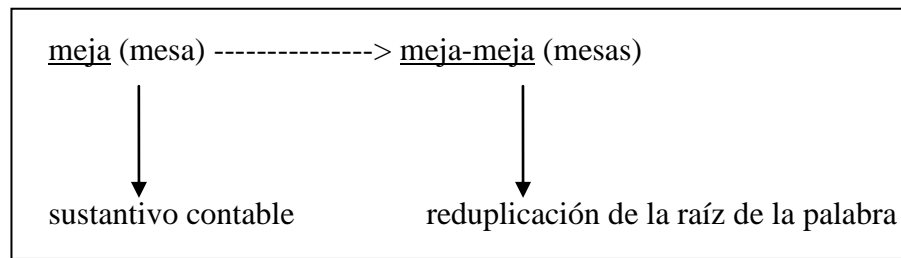 meja (mesa) ---------------> meja-meja (mesas)
sustantivo contable reduplicación de la raíz de la palabra